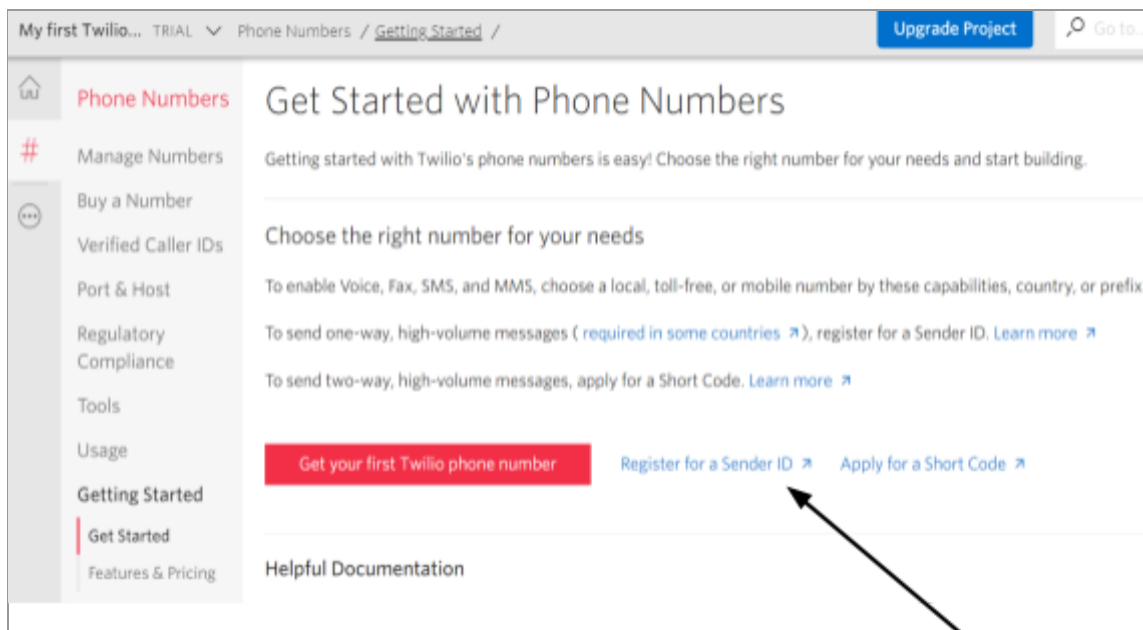 My first Twilio... TRIAL Phone Numbers / Getting Started /
Upgrade Project
Go to...
Phone Numbers
Manage Numbers
Buy a Number
Verified Caller IDs
Port & Host
Regulatory
Compliance
Tools
Usage
Getting Started
Get Started
Features & Pricing
Get Started with Phone Numbers
Getting started with Twilio's phone numbers is easy! Choose the right number for your needs and start building.
Choose the right number for your needs
To enable Voice, Fax, SMS, and MMS, choose a local, toll-free, or mobile number by these capabilities, country, or prefix
To send one-way, high-volume messages ( required in some countries ), register for a Sender ID. Learn more
To send two-way, high-volume messages, apply for a Short Code. Learn more
Get your first Twilio phone number
Register for a Sender ID
Apply for a Short Code
Helpful Documentation